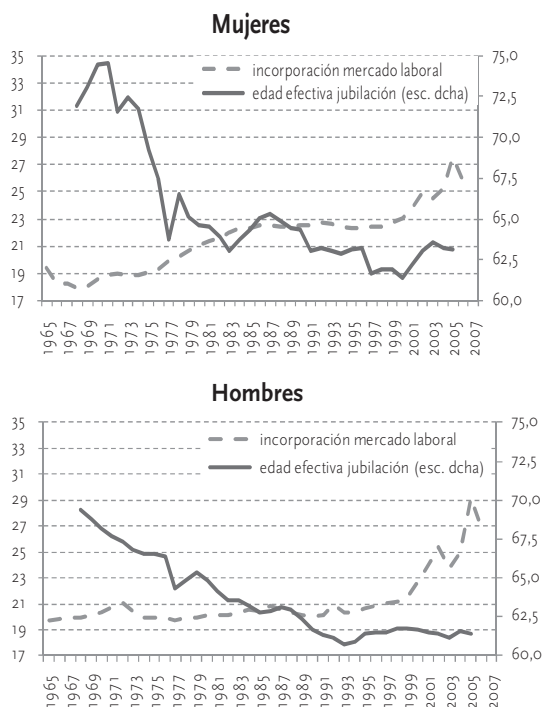 Mujeres
35 75,0
incorporación mercado laboral
33 72,5
edad efectiva jubilación (esc. dcha)
31
29 70,0
27 67,5
25
23 65,0
21 62,5
19
17 60,0
1965 1967 1968 1969 1971 1973 1975 1977 1979 1981 1983 1985 1987 1989 1991 1993 1995 1997 1999 2001 2003 2005 2007
Hombres
35 75,0
incorporación mercado laboral
33 72,5
edad efectiva jubilación (esc. dcha)
31
29 70,0
27 67,5
25
23 65,0
21 62,5
19
17 60,0
1965 1967 1969 1971 1973 1975 1977 1979 1981 1983 1985 1987 1989 1991 1993 1995 1997 1999 2001 2003 2005 2007